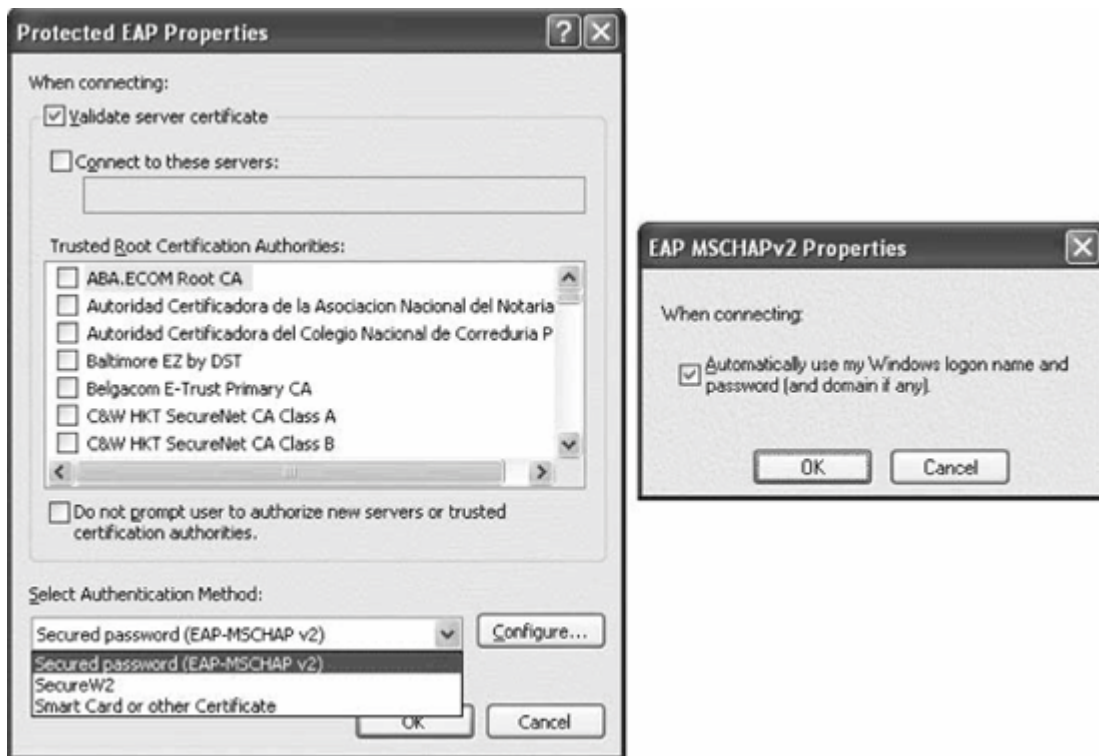 Protected EAP Properties
When connecting:
Validate server certificate
Connect to these servers:
Trusted Root Certification Authorities:
ABA.ECOM Root CA
Autoridad Certificadora de la Asociacion Nacional del Notaria
Autoridad Certificadora del Colegio Nacional de Correduria P
Baltimore EZ by DST
Belgacom E-Trust Primary CA
C&W HKT SecureNet CA Class A
C&W HKT SecureNet CA Class B
Do not prompt user to authorize new servers or trusted
certification authorities.
Select Authentication Method:
Secured password (EAP-MSCHAP v2)
Configure...
Secured password (EAP-MSCHAP v2)
SecureW2
Smart Card or other Certificate
OK
Cancel
EAP MSCHAPv2 Properties
When connecting:
Automatically use my Windows logon name and
password (and domain if any).
OK
Cancel